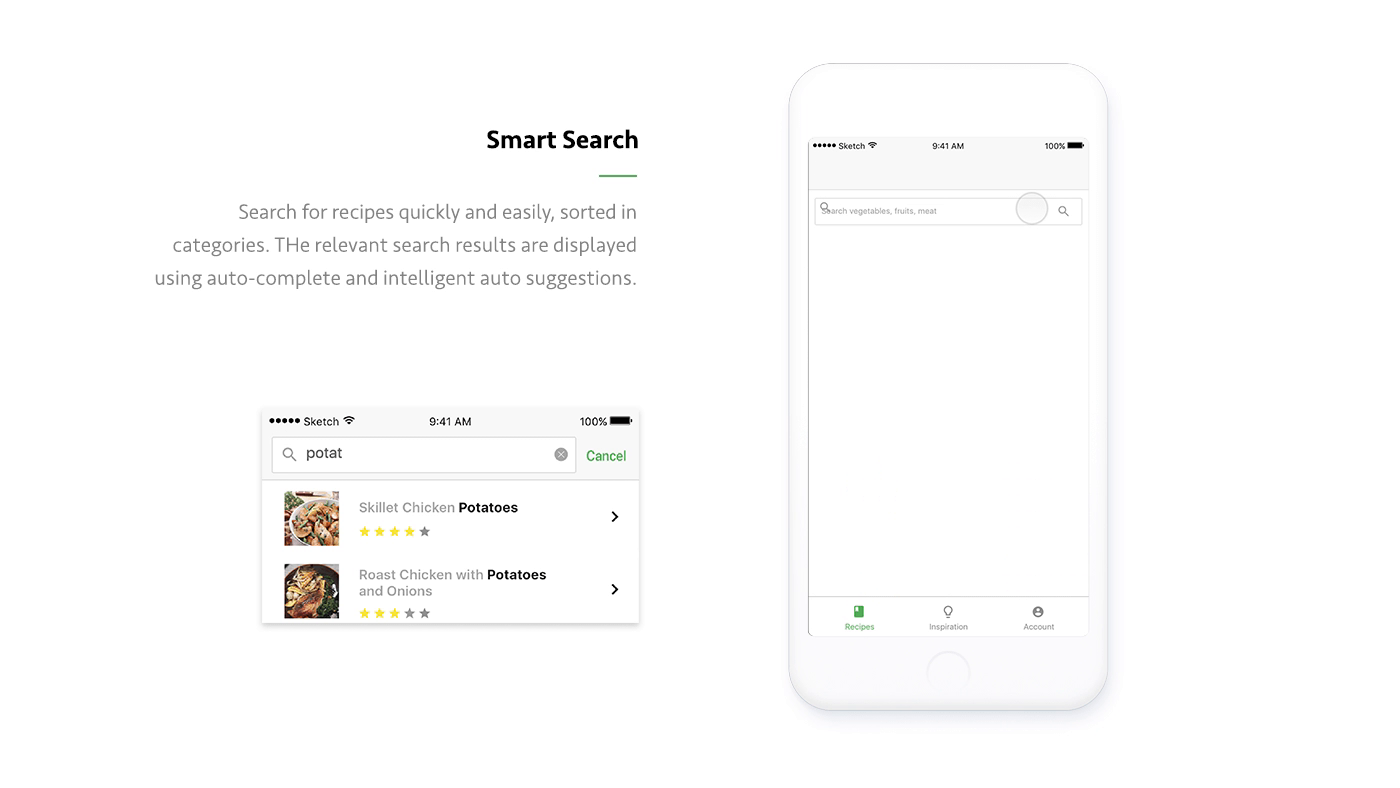 Smart Search
Search for recipes quickly and easily, sorted in
categories. THe relevant search results are displayed
using auto-complete and intelligent auto suggestions.
Sketch 9:41 AM 100%
potat Cancel
Skillet Chicken Potatoes
Roast Chicken with Potatoes
and Onions
Sketch 9:41 AM 100%
Search vegetables, fruits, meat
Recipes Inspiration Account